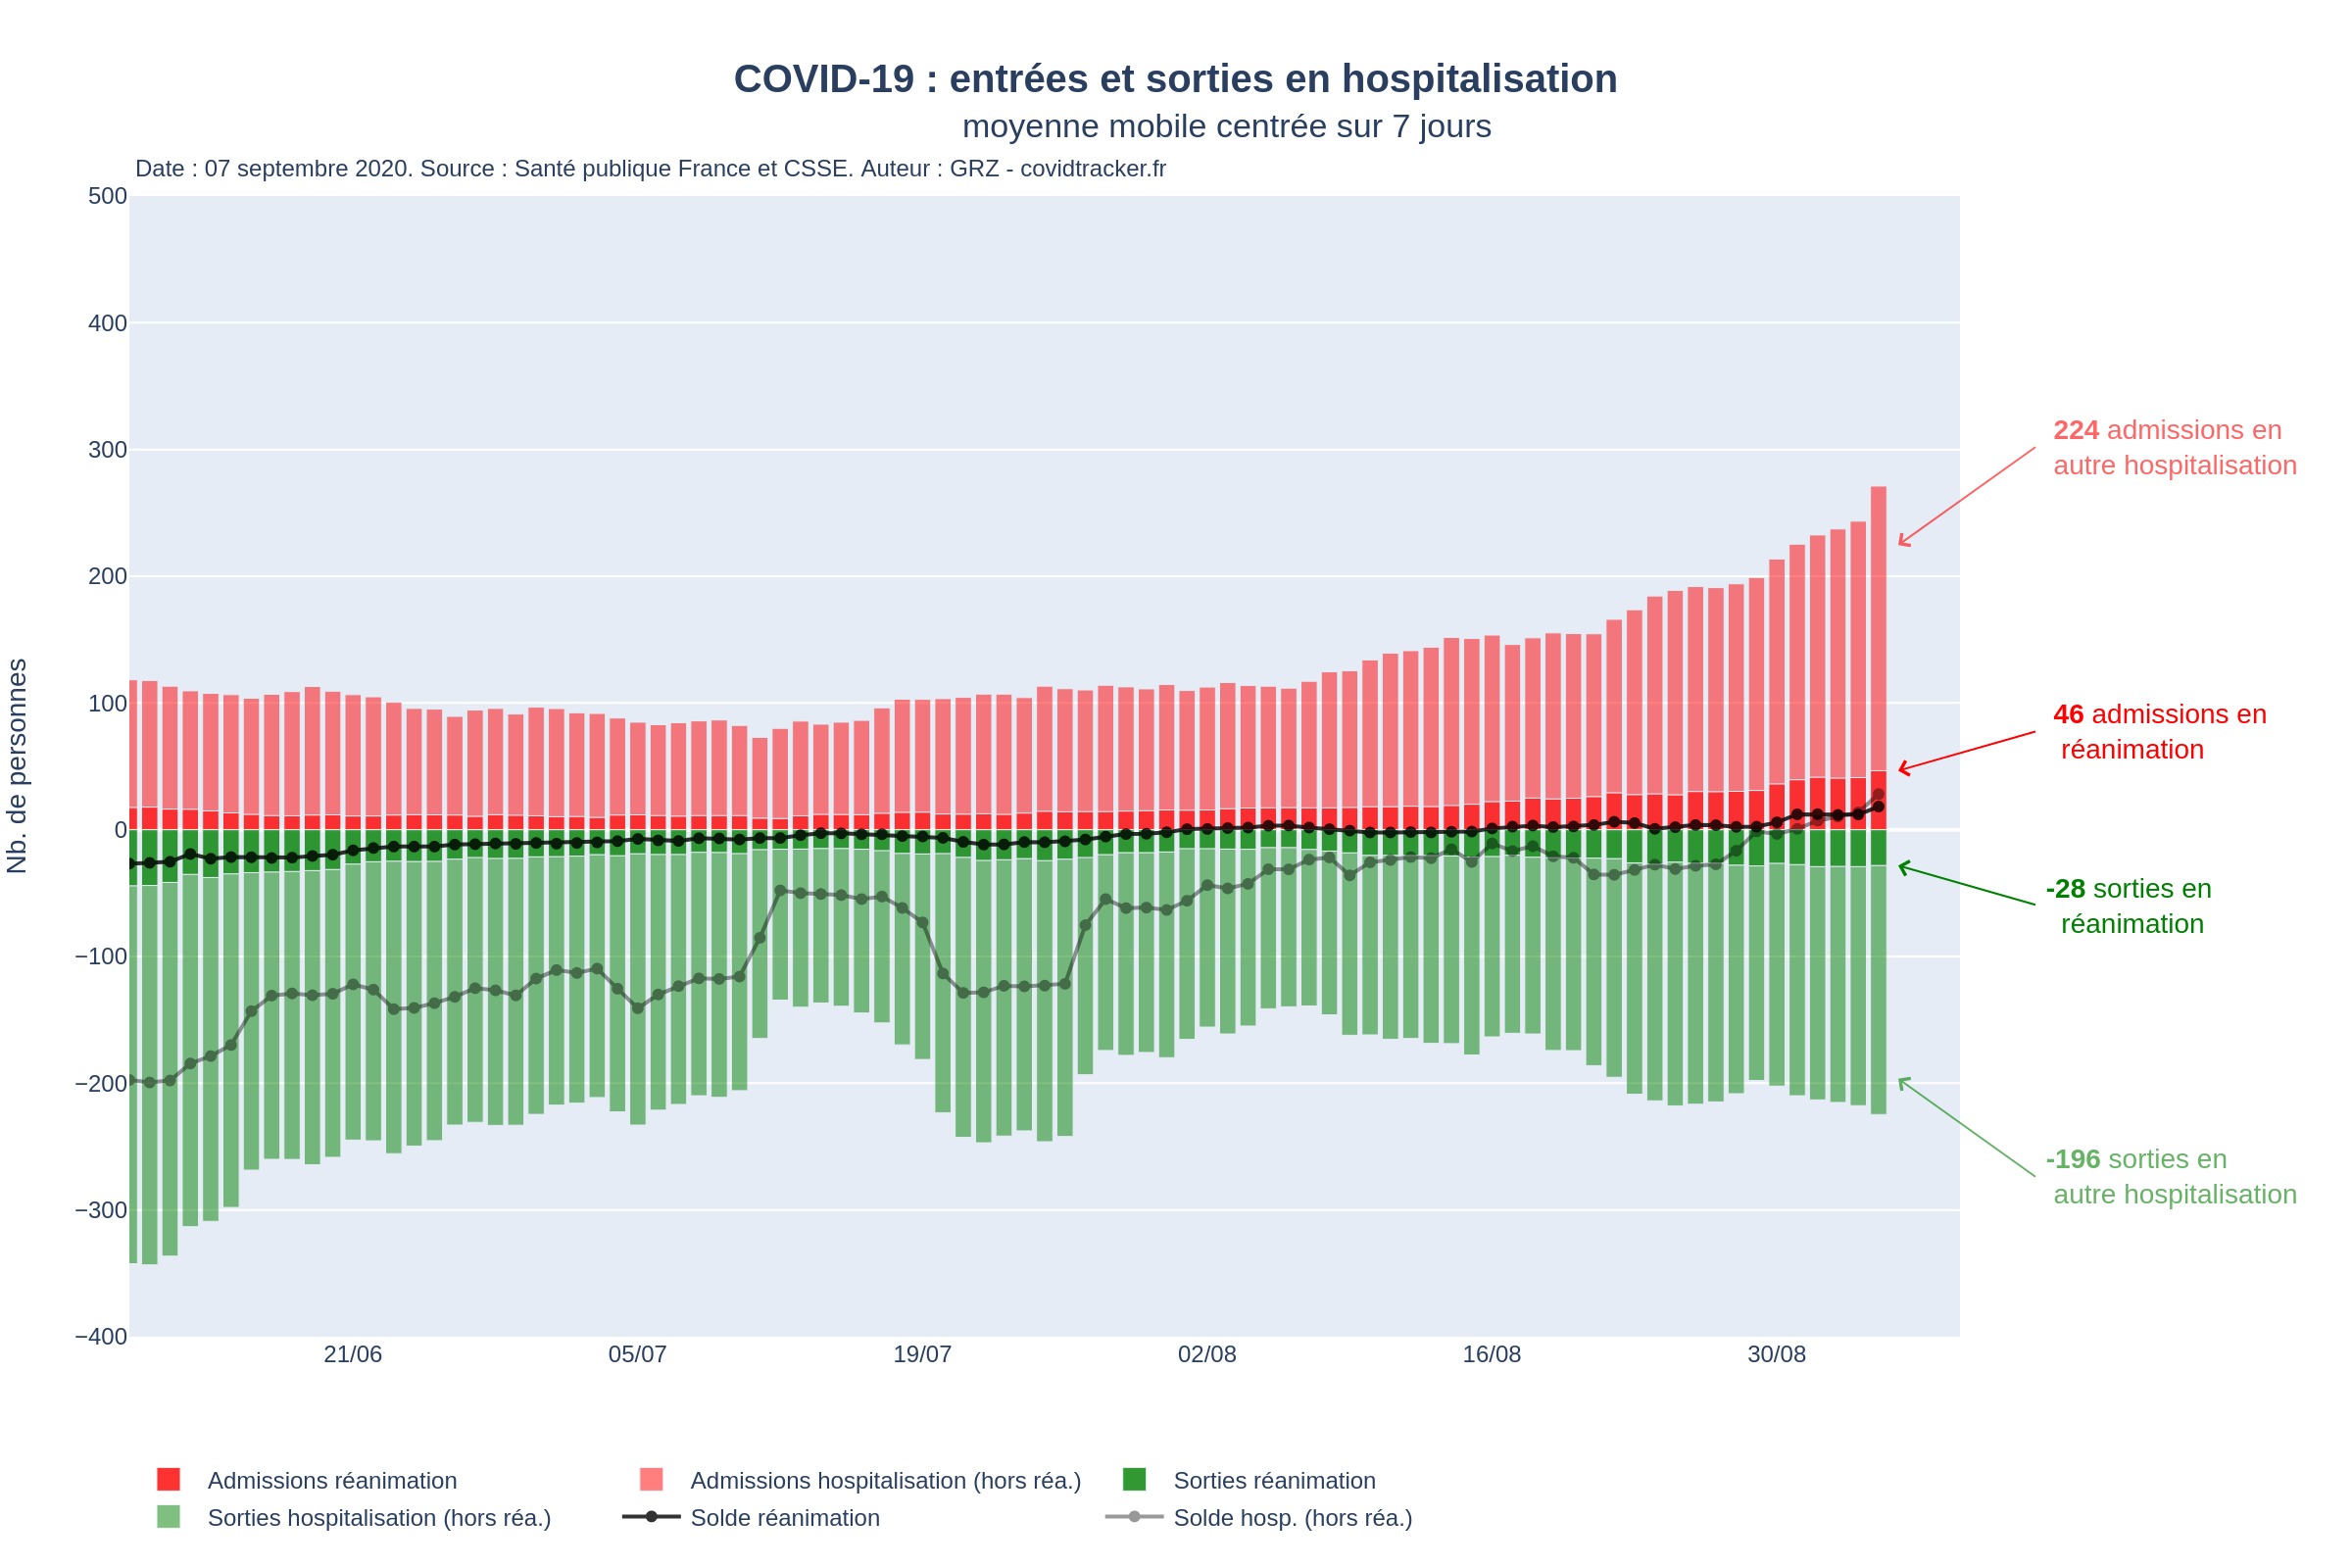 COVID-19 : entrées et sorties en hospitalisation
moyenne mobile centrée sur 7 jours
Date : 07 septembre 2020. Source : Santé publique France et CSSE. Auteur : GRZ - covidtracker.fr
Nb. de personnes
500
400
300
200
100
0
−100
−200
−300
−400
21/06
05/07
19/07
02/08
16/08
30/08
224 admissions en
autre hospitalisation
46 admissions en
réanimation
-28 sorties en
réanimation
-196 sorties en
autre hospitalisation
Admissions réanimation
Admissions hospitalisation (hors réa.)
Sorties réanimation
Sorties hospitalisation (hors réa.)
Solde réanimation
Solde hosp. (hors réa.)